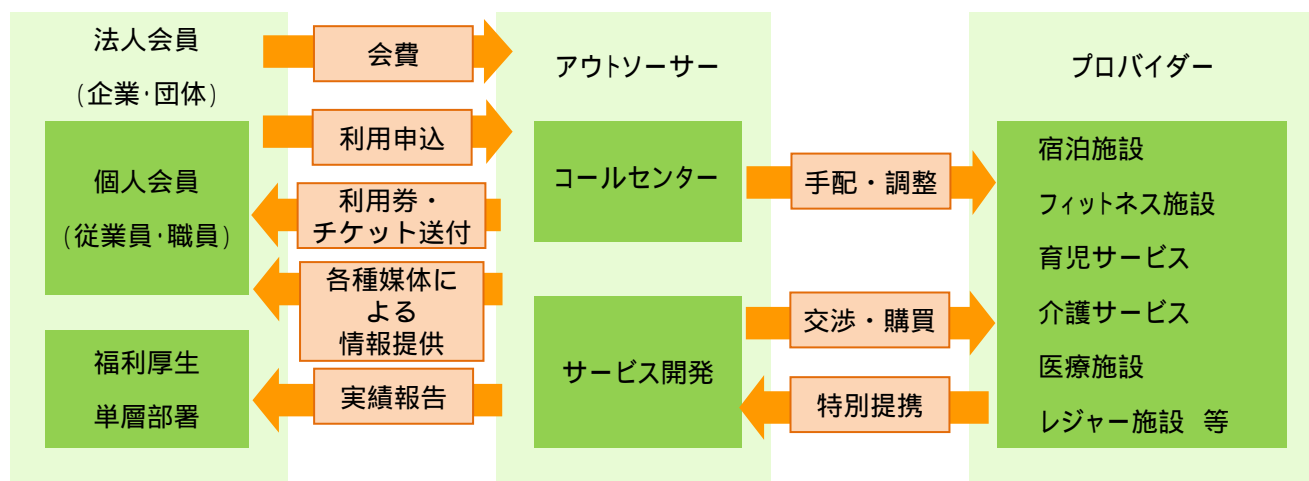 法人会員
(企業･団体)
個人会員
(従業員･職員)
福利厚生
単層部署
会費
利用申込
利用券・
チケット送付
各種媒体に
よる
情報提供
実績報告
アウトソーサー
コールセンター
サービス開発
手配・調整
交渉・購買
特別提携
プロバイダー
宿泊施設
フィットネス施設
育児サービス
介護サービス
医療施設
レジャー施設 等